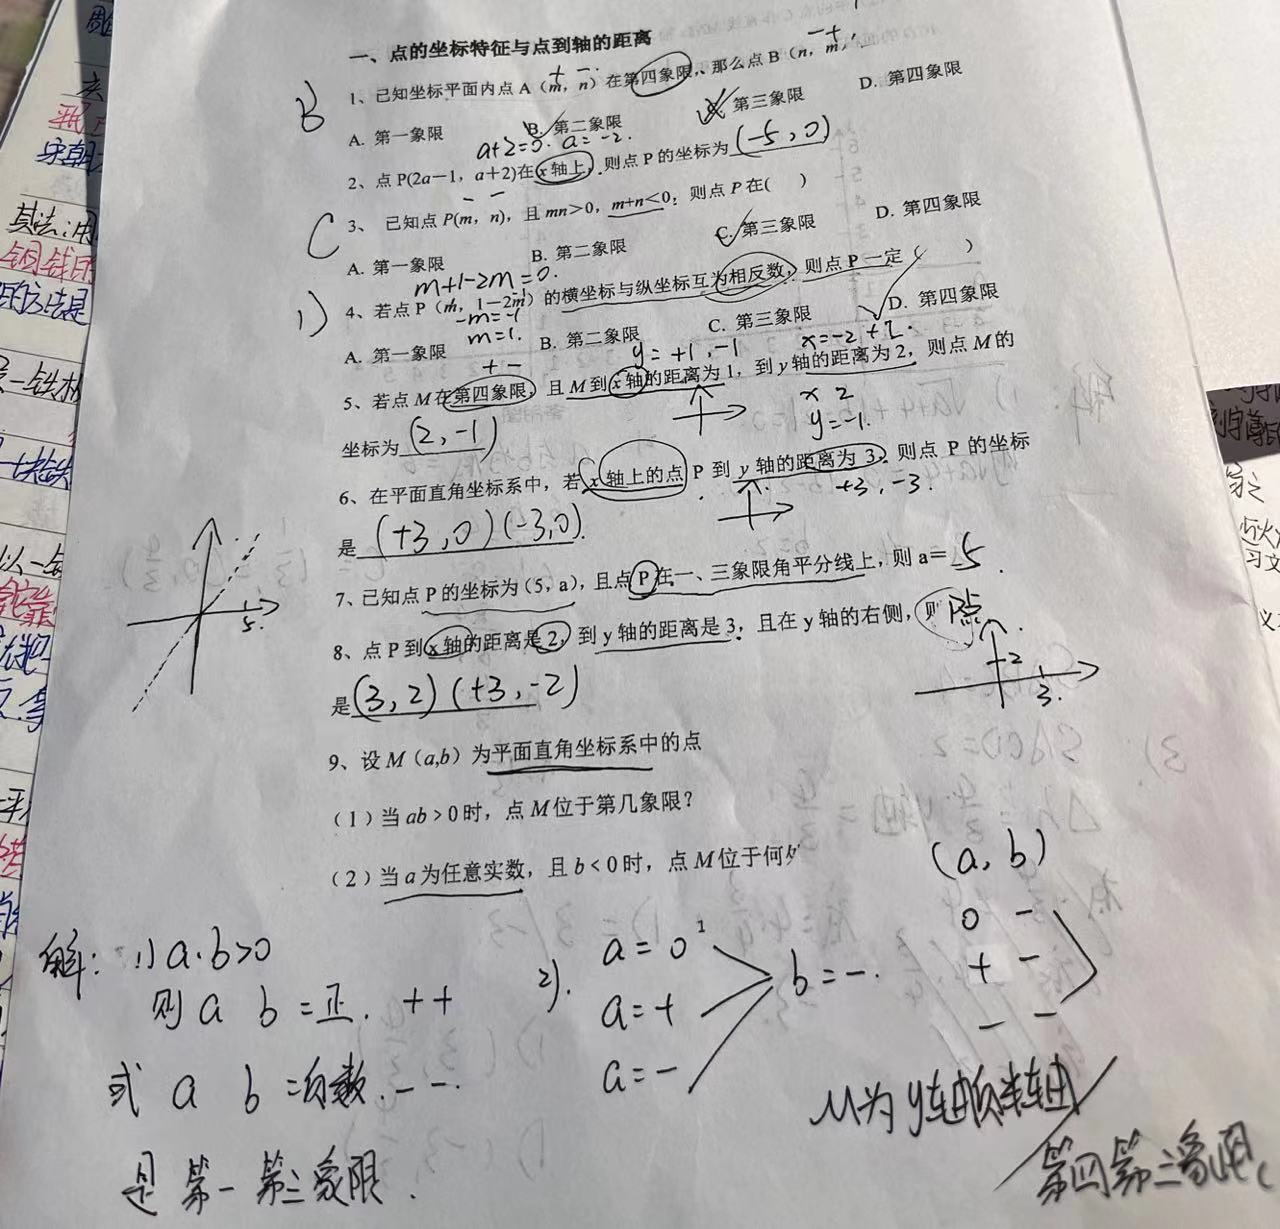 一、点的坐标特征与点到轴的距离
+ -. - +
B 1、已知坐标平面内点 A（m，n）在第四象限，那么点 B（n，m）
A. 第一象限 B. 第二象限 第三象限 D. 第四象限
a+2=0. a=-2.
2、点 P(2a－1，a＋2)在 x 轴上，则点 P 的坐标为 (-5,0)
- -
C 3、 已知点 P(m，n)，且 mn＞0，m+n＜0，则点 P 在( )
A. 第一象限 B. 第二象限 C. 第三象限 D. 第四象限
m+1-2m=0.
4、若点 P（m，1－2m）的横坐标与纵坐标互为相反数，则点 P 一定（ ）
-m=-1
m=1.
A. 第一象限 B. 第二象限 C. 第三象限 D. 第四象限
+ - y=+1,-1 x=-2 +2.
5、若点 M 在第四象限，且 M 到 x 轴的距离为 1，到 y 轴的距离为 2，则点 M 的
x 2
y=-1.
坐标为 (2,-1)
6、在平面直角坐标系中，若 x 轴上的点 P 到 y 轴的距离为 3，则点 P 的坐标
+3,-3.
是 (+3,0)(-3,0).
7、已知点 P 的坐标为（5，a），且点 P 在一、三象限角平分线上，则 a= 5 .
5.
8、点 P 到 x 轴的距离是 2，到 y 轴的距离是 3，且在 y 轴的右侧，则 P点
2
3.
是 (3,2) (+3,-2)
9、设 M（a,b）为平面直角坐标系中的点
（1）当 ab > 0 时，点 M 位于第几象限？
（2）当 a 为任意实数，且 b < 0 时，点 M 位于何
解: 1) a·b>0
则 a b =正. ++
或 a b =负数. - -.
是第一第三象限.
2). a=0
a=+
a=-
b=-.
(a,b)
0 -
+ -
- -
M为y轴负半轴
第四第三象限